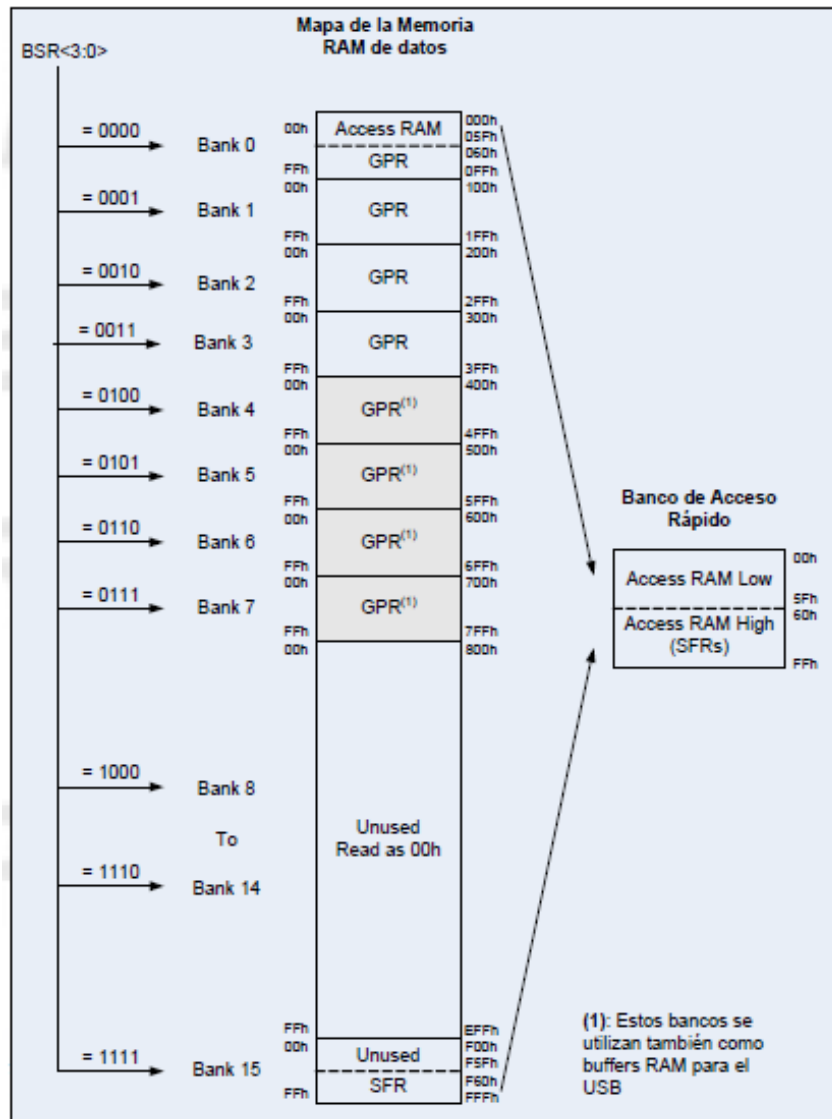 Mapa de la Memoria
RAM de datos
BSR<3:0>
= 0000
Bank 0
00h
Access RAM
000h
05Fh
GPR
060h
FFh
0FFh
= 0001
Bank 1
00h
GPR
100h
FFh
1FFh
= 0010
Bank 2
00h
GPR
200h
FFh
2FFh
= 0011
Bank 3
00h
GPR
300h
FFh
3FFh
= 0100
Bank 4
00h
GPR(1)
400h
FFh
4FFh
= 0101
Bank 5
00h
GPR(1)
500h
FFh
5FFh
= 0110
Bank 6
00h
GPR(1)
600h
FFh
6FFh
= 0111
Bank 7
00h
GPR(1)
700h
FFh
7FFh
00h
800h
= 1000
Bank 8
To
= 1110
Bank 14
Unused
Read as 00h
FFh
EFFh
= 1111
Bank 15
00h
Unused
F00h
F5Fh
SFR
F60h
FFh
FFFh
Banco de Acceso
Rápido
Access RAM Low
00h
5Fh
Access RAM High
(SFRs)
60h
FFh
(1): Estos bancos se
utilizan también como
buffers RAM para el
USB